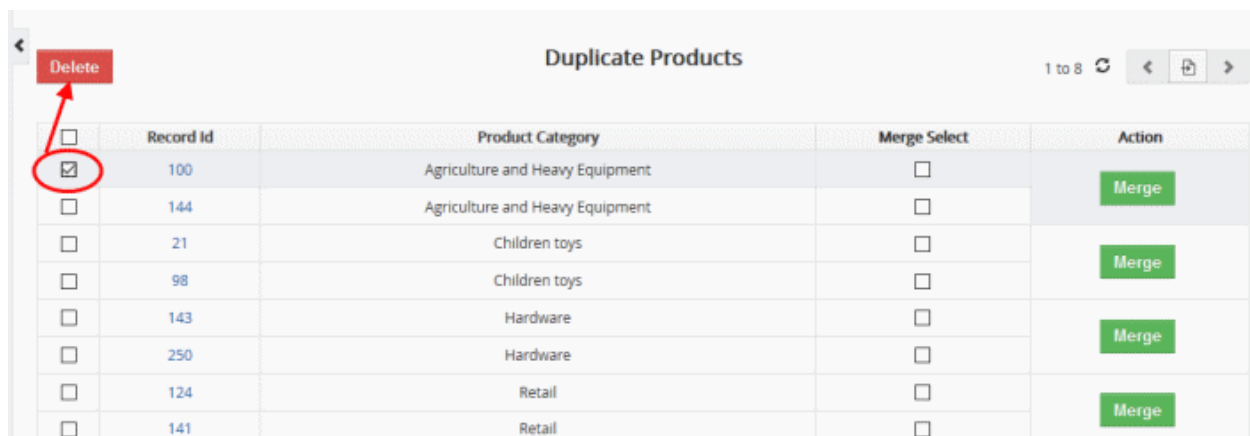 Duplicate Products
Delete
1 to 8
Record Id Product Category Merge Select Action
100 Agriculture and Heavy Equipment
Merge
144 Agriculture and Heavy Equipment
21 Children toys
Merge
98 Children toys
143 Hardware
Merge
250 Hardware
124 Retail
Merge
141 Retail